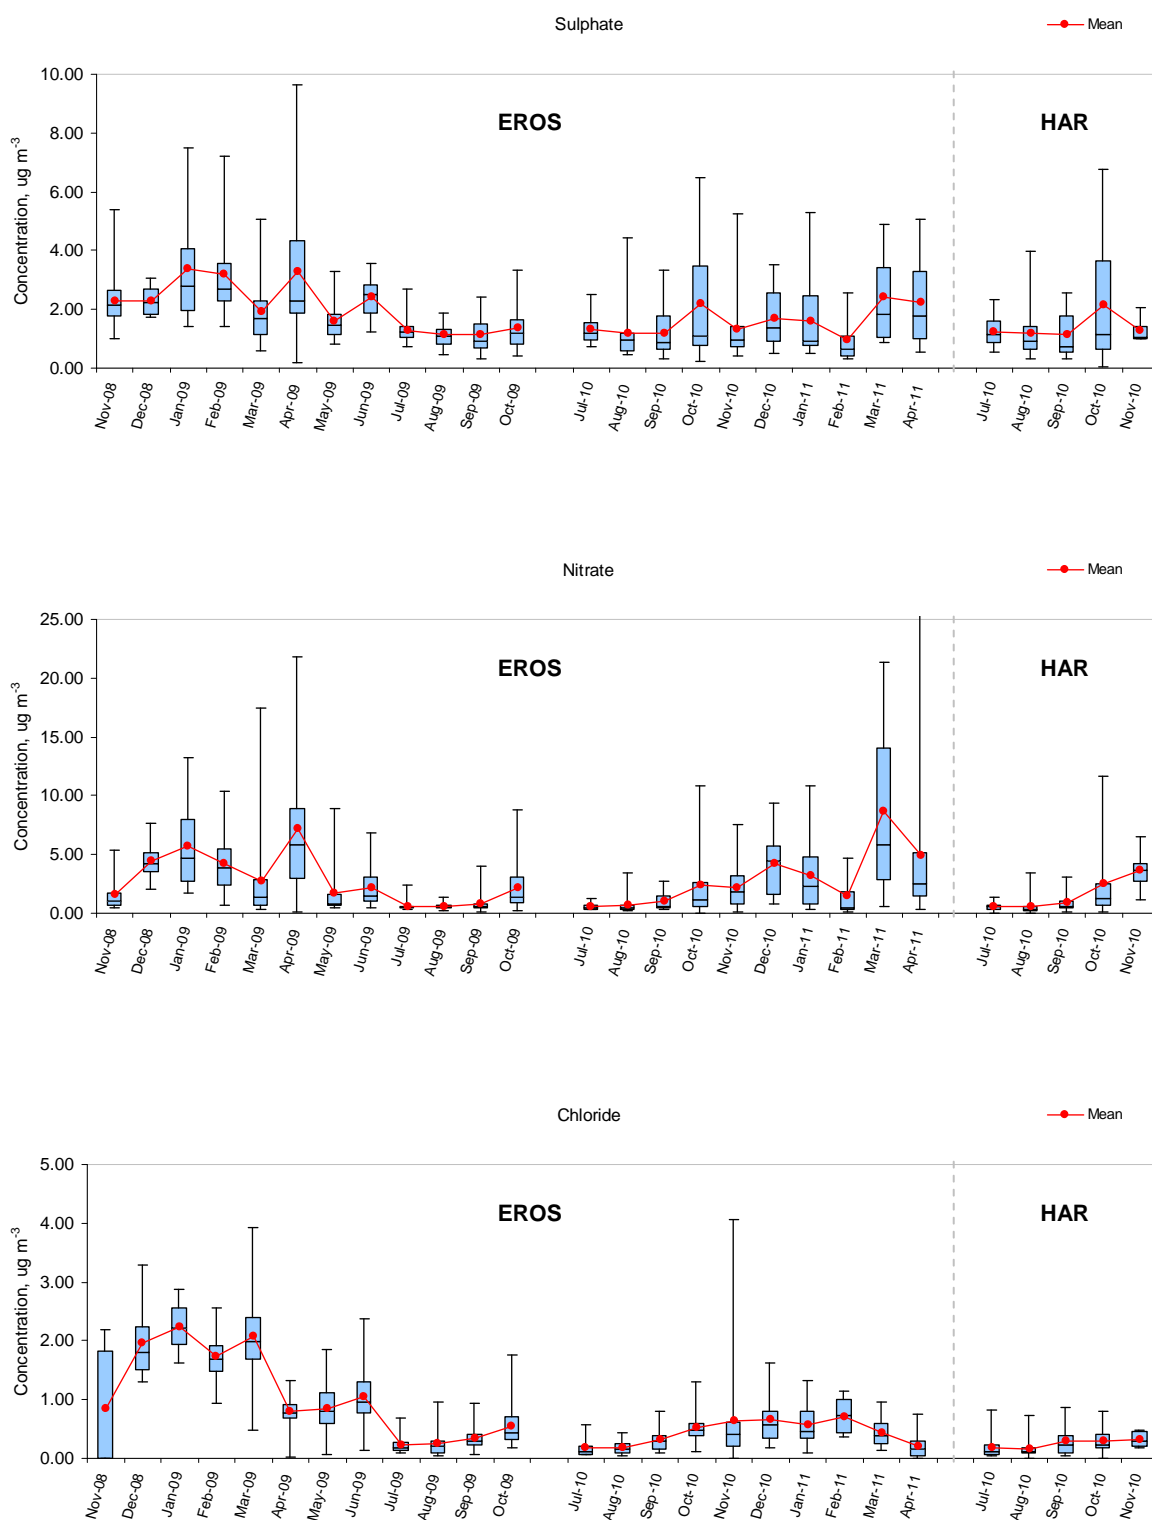 Sulphate
Mean
Concentration, ug m-3
10.00
8.00
6.00
4.00
2.00
0.00
EROS
HAR
Nov-08
Dec-08
Jan-09
Feb-09
Mar-09
Apr-09
May-09
Jun-09
Jul-09
Aug-09
Sep-09
Oct-09
Jul-10
Aug-10
Sep-10
Oct-10
Nov-10
Dec-10
Jan-11
Feb-11
Mar-11
Apr-11
Jul-10
Aug-10
Sep-10
Oct-10
Nov-10
Nitrate
Mean
Concentration, ug m-3
25.00
20.00
15.00
10.00
5.00
0.00
EROS
HAR
Nov-08
Dec-08
Jan-09
Feb-09
Mar-09
Apr-09
May-09
Jun-09
Jul-09
Aug-09
Sep-09
Oct-09
Jul-10
Aug-10
Sep-10
Oct-10
Nov-10
Dec-10
Jan-11
Feb-11
Mar-11
Apr-11
Jul-10
Aug-10
Sep-10
Oct-10
Nov-10
Chloride
Mean
Concentration, ug m-3
5.00
4.00
3.00
2.00
1.00
0.00
EROS
HAR
Nov-08
Dec-08
Jan-09
Feb-09
Mar-09
Apr-09
May-09
Jun-09
Jul-09
Aug-09
Sep-09
Oct-09
Jul-10
Aug-10
Sep-10
Oct-10
Nov-10
Dec-10
Jan-11
Feb-11
Mar-11
Apr-11
Jul-10
Aug-10
Sep-10
Oct-10
Nov-10